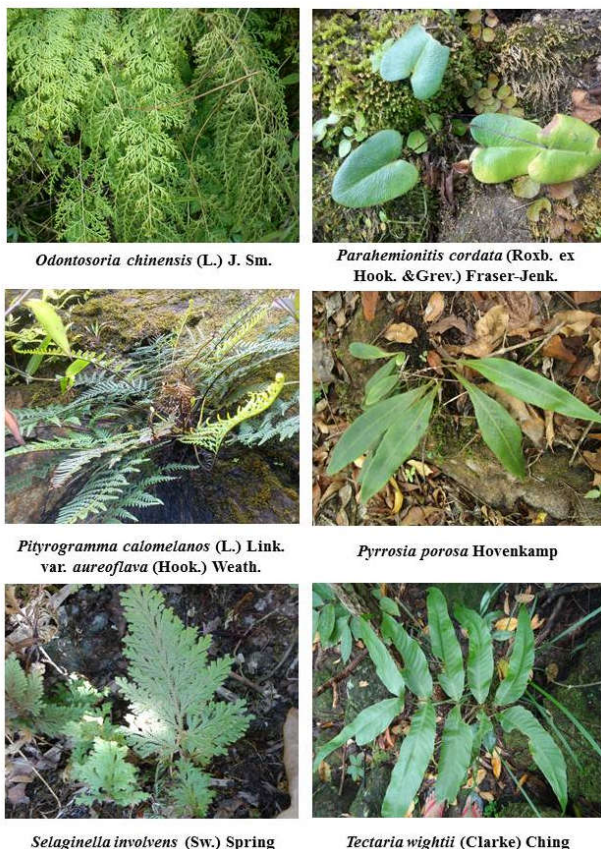 Odontosoria chinensis (L.) J. Sm.
Parahemionitis cordata (Roxb. ex
Hook. &Grev.) Fraser-Jenk.
Pityrogramma calomelanos (L.) Link.
var. aureoflava (Hook.) Weath.
Pyrrosia porosa Hovenkamp
Selaginella involvens (Sw.) Spring
Tectaria wightii (Clarke) Ching